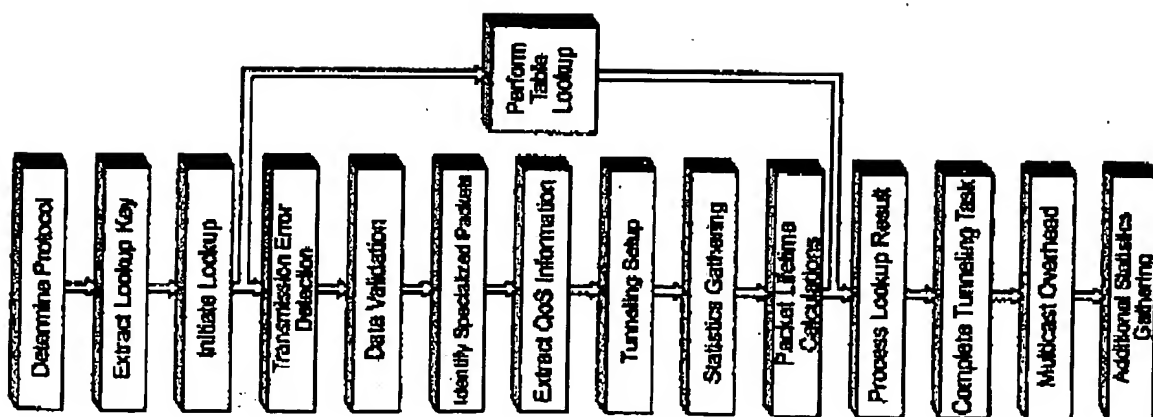 Determine Protocol
Extract Lookup Key
Initiate Lookup
Transmission Error
Detection
Data Validation
Identify Specialized Packets
Extract QoS Information
Tunneling Setup
Statistics Gathering
Packet Lifetime
Calculations
Process Lookup Result
Complete Tunneling Task
Multicast Overhead
Additional Statistics
Gathering
Perform
Table
Lookup